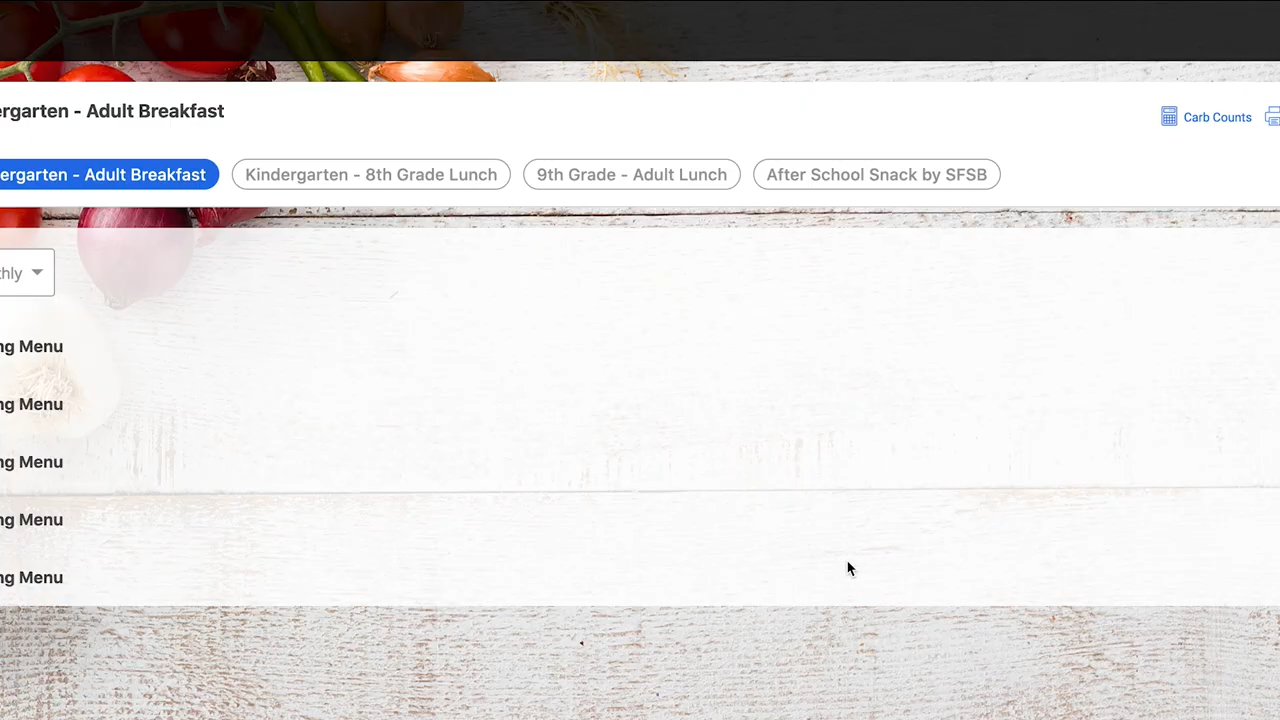 ergarten - Adult Breakfast
Carb Counts
ergarten - Adult Breakfast
Kindergarten - 8th Grade Lunch
9th Grade - Adult Lunch
After School Snack by SFSB
thly
ng Menu
ng Menu
ng Menu
ng Menu
ng Menu